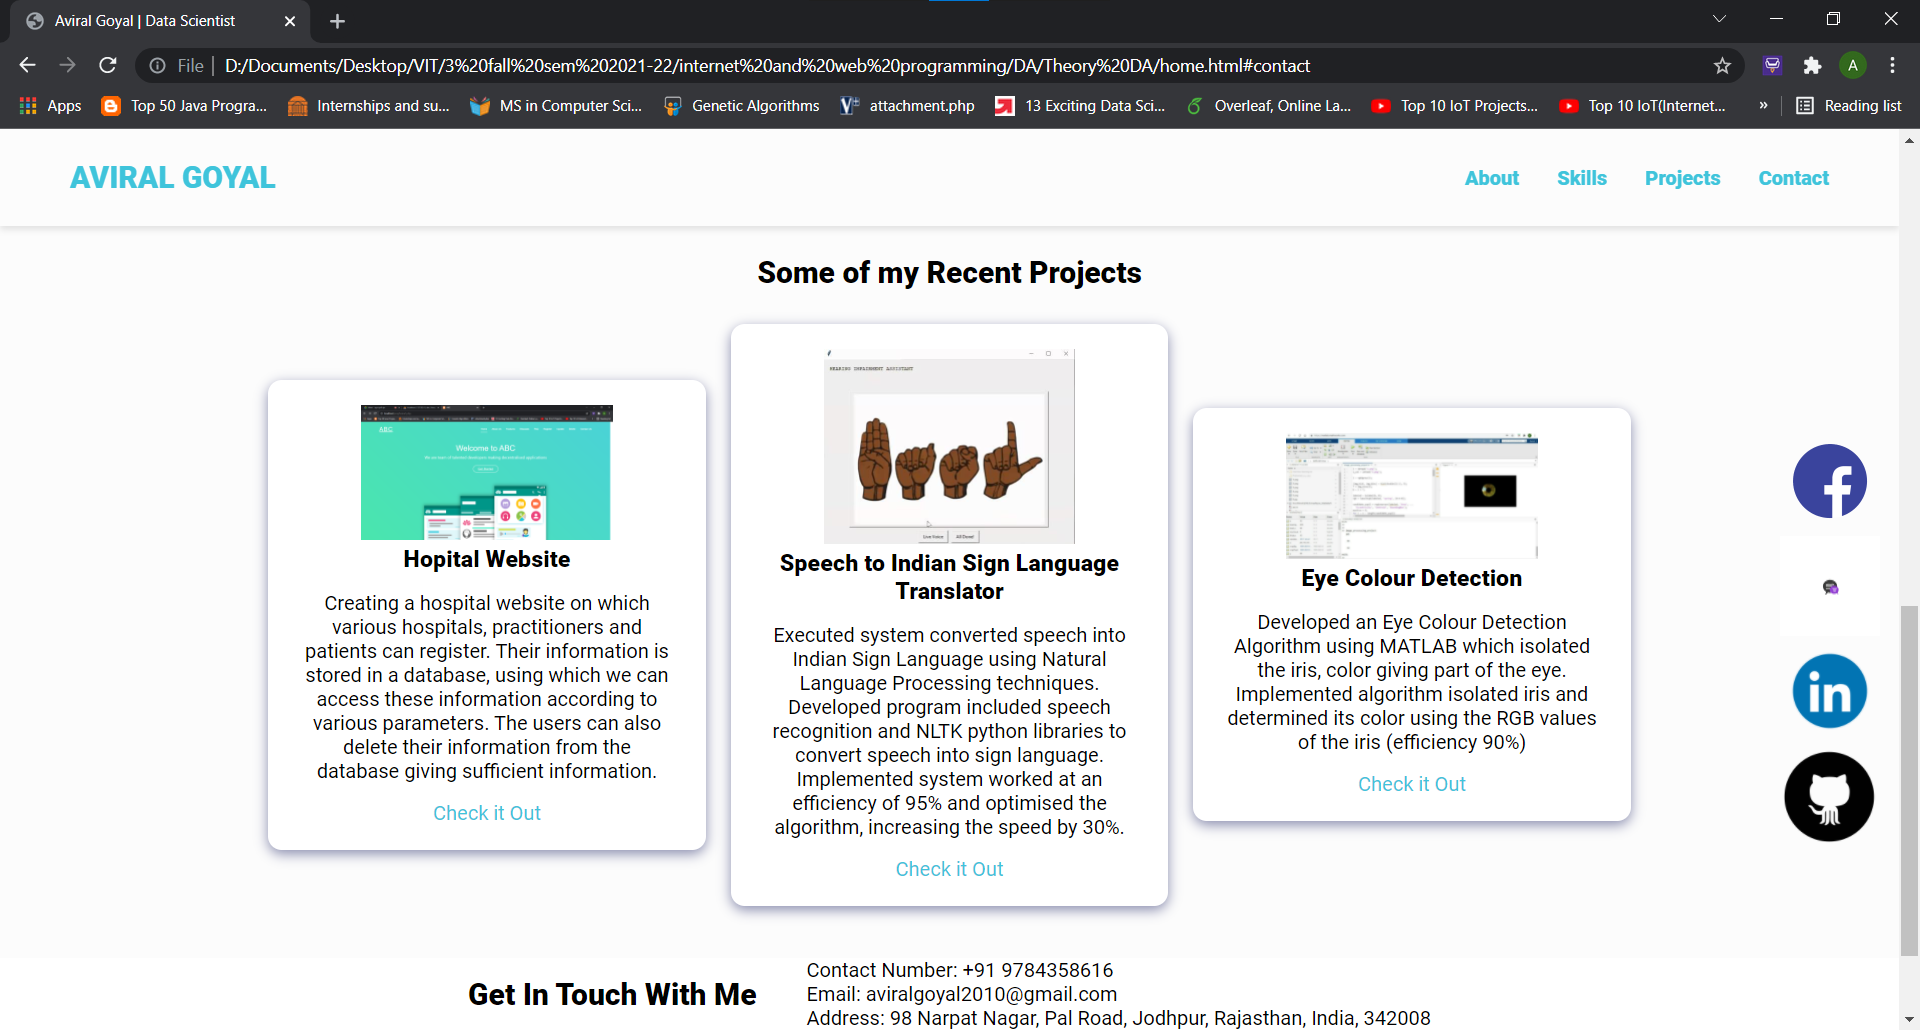 Aviral Goyal | Data Scientist
File | D:/Documents/Desktop/VIT/3%20fall%20sem%202021-22/internet%20and%20web%20programming/DA/Theory%20DA/home.html#contact
A
Apps Top 50 Java Progra... Internships and su... MS in Computer Sci... Genetic Algorithms attachment.php 13 Exciting Data Sci... Overleaf, Online La... Top 10 IoT Projects... Top 10 IoT(Internet... » Reading list
AVIRAL GOYAL
About Skills Projects Contact
Some of my Recent Projects
ABC
Welcome to ABC
Hopital Website
Creating a hospital website on which
various hospitals, practitioners and
patients can register. Their information is
stored in a database, using which we can
access these information according to
various parameters. The users can also
delete their information from the
database giving sufficient information.
Check it Out
HEARING IMPAIRMENT ASSISTANT
Live Voice All Done!
Speech to Indian Sign Language
Translator
Executed system converted speech into
Indian Sign Language using Natural
Language Processing techniques.
Developed program included speech
recognition and NLTK python libraries to
convert speech into sign language.
Implemented system worked at an
efficiency of 95% and optimised the
algorithm, increasing the speed by 30%.
Check it Out
Eye Colour Detection
Developed an Eye Colour Detection
Algorithm using MATLAB which isolated
the iris, color giving part of the eye.
Implemented algorithm isolated iris and
determined its color using the RGB values
of the iris (efficiency 90%)
Check it Out
f
in
Get In Touch With Me
Contact Number: +91 9784358616
Email: aviralgoyal2010@gmail.com
Address: 98 Narpat Nagar, Pal Road, Jodhpur, Rajasthan, India, 342008